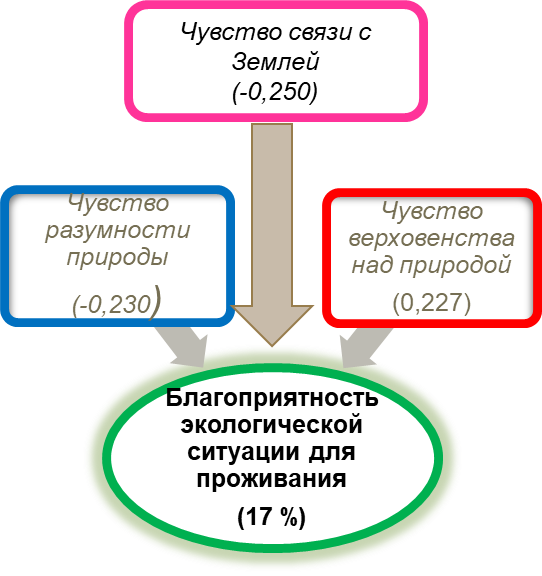 Чувство связи с
Землей
(-0,250)
Чувство
разумности
природы
(-0,230)
Чувство
верховенства
над природой
(0,227)
Благоприятность
экологической
ситуации для
проживания
(17 %)